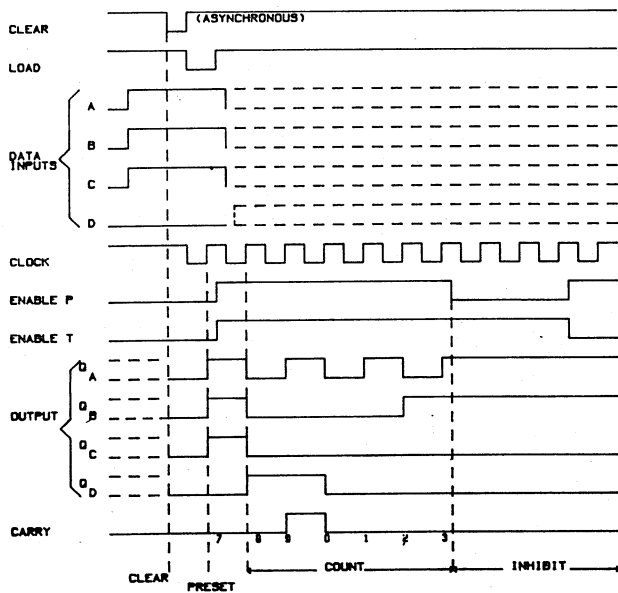 CLEAR
(ASYNCHRONOUS)
LOAD
DATA
INPUTS
A
B
C
D
CLOCK
ENABLE P
ENABLE T
OUTPUT
Q A
Q B
Q C
Q D
CARRY
7 8 9 0 1 2 3
CLEAR
PRESET
COUNT
INHIBIT